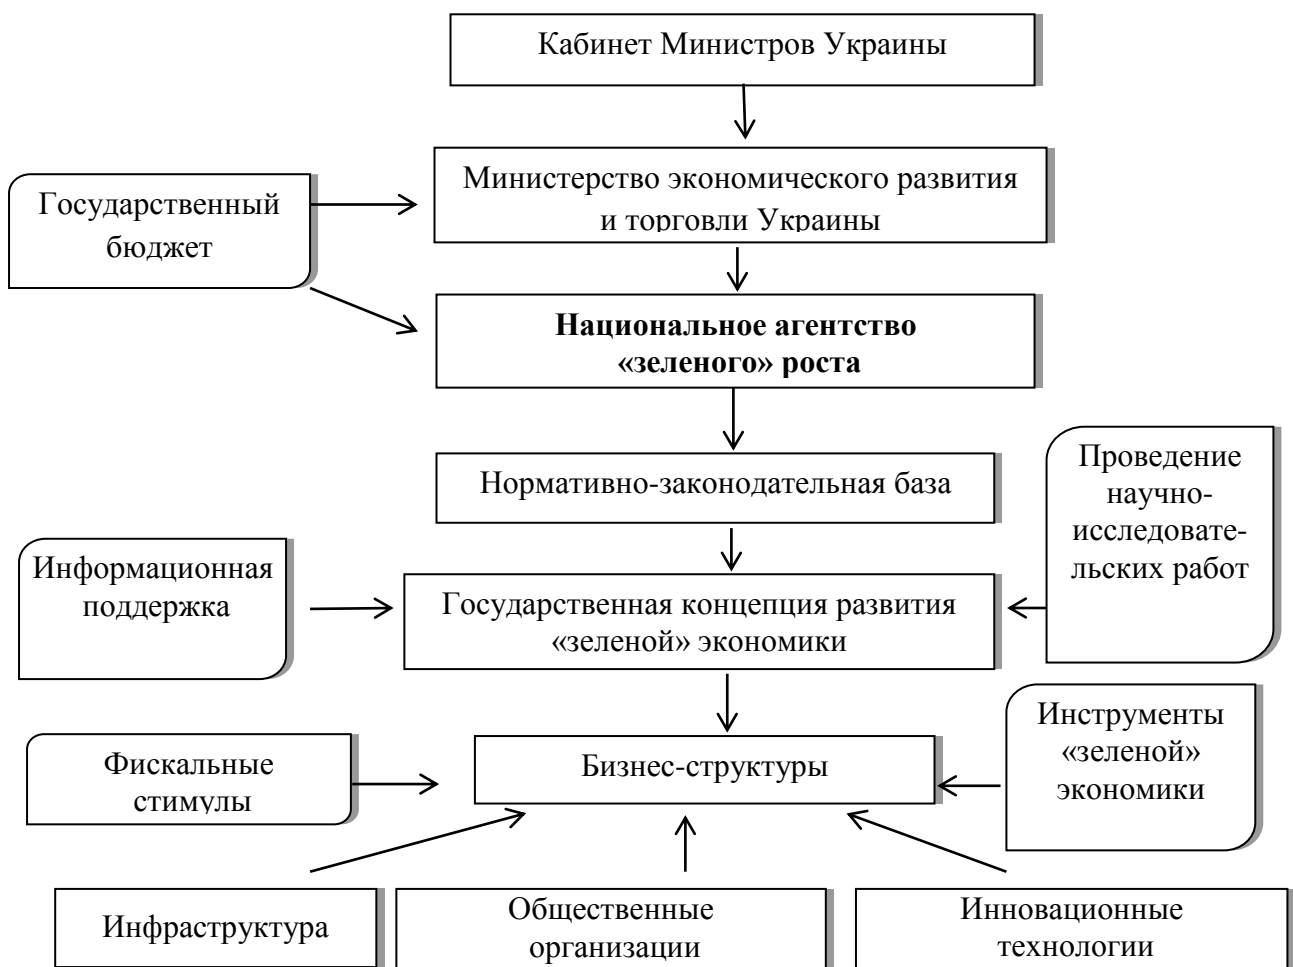 Кабинет Министров Украины
Министерство экономического развития
и торговли Украины
Государственный
бюджет
Национальное агентство
«зеленого» роста
Нормативно-законодательная база
Проведение
научно-
исследовате-
льских работ
Информационная
поддержка
Государственная концепция развития
«зеленой» экономики
Инструменты
«зеленой»
экономики
Фискальные
стимулы
Бизнес-структуры
Инфраструктура
Общественные
организации
Инновационные
технологии